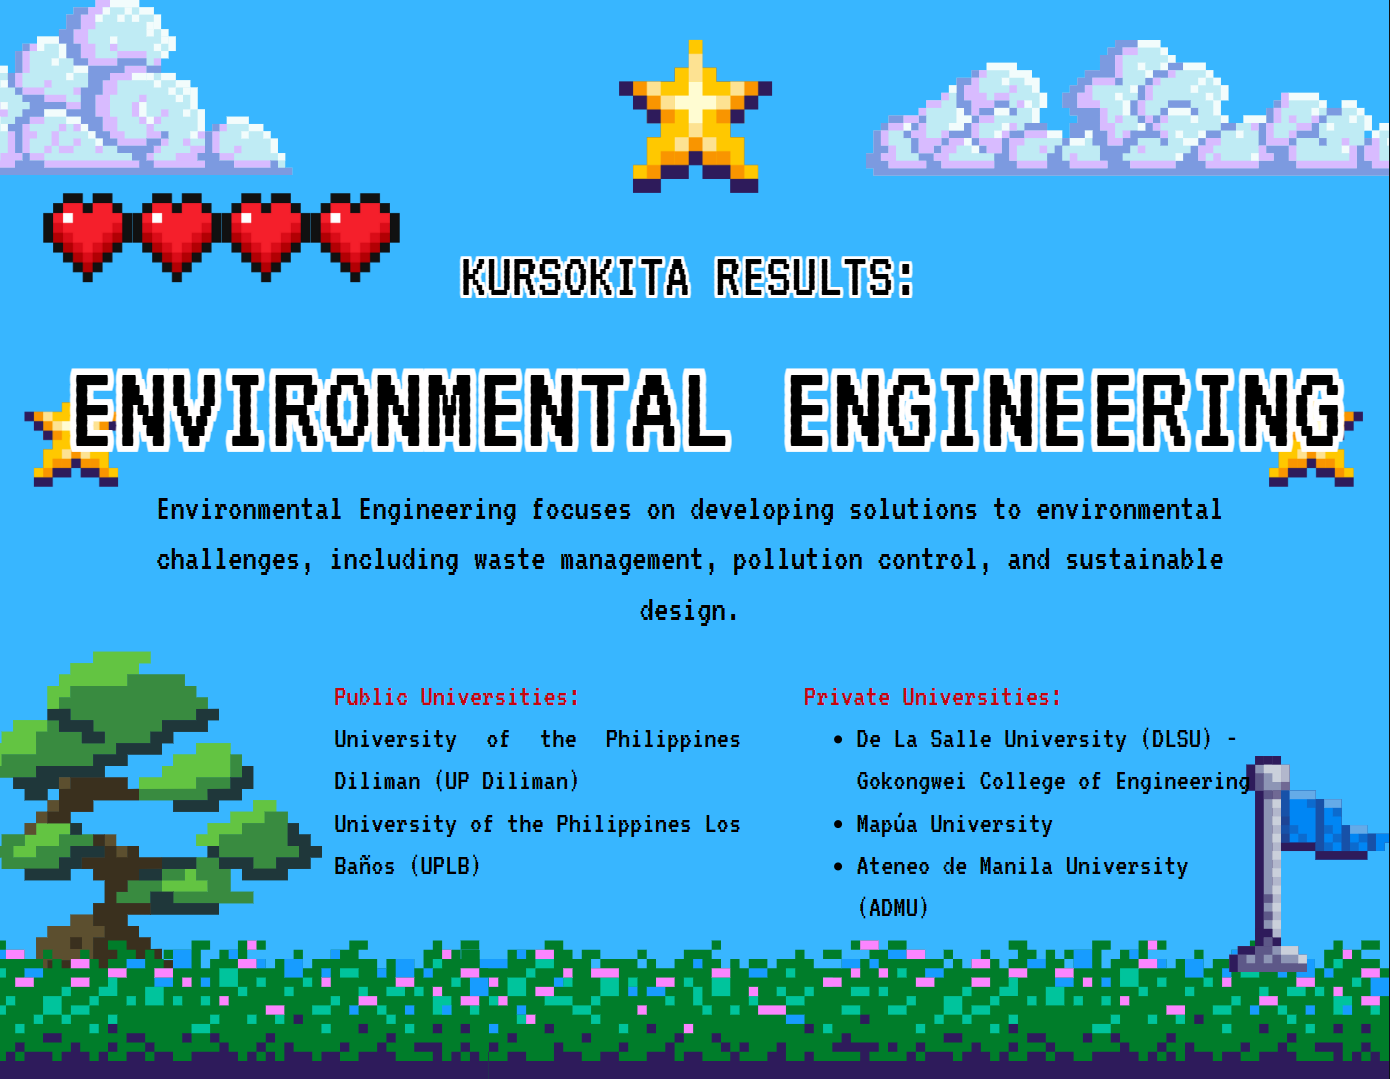 KURSOKITA RESULTS:
ENVIRONMENTAL ENGINEERING
Environmental Engineering focuses on developing solutions to environmental
challenges, including waste management, pollution control, and sustainable
design.
Public Universities:
University of the Philippines
Diliman (UP Diliman)
University of the Philippines Los
Baños (UPLB)
Private Universities:
• De La Salle University (DLSU) -
Gokongwei College of Engineering
• Mapúa University
• Ateneo de Manila University
(ADMU)